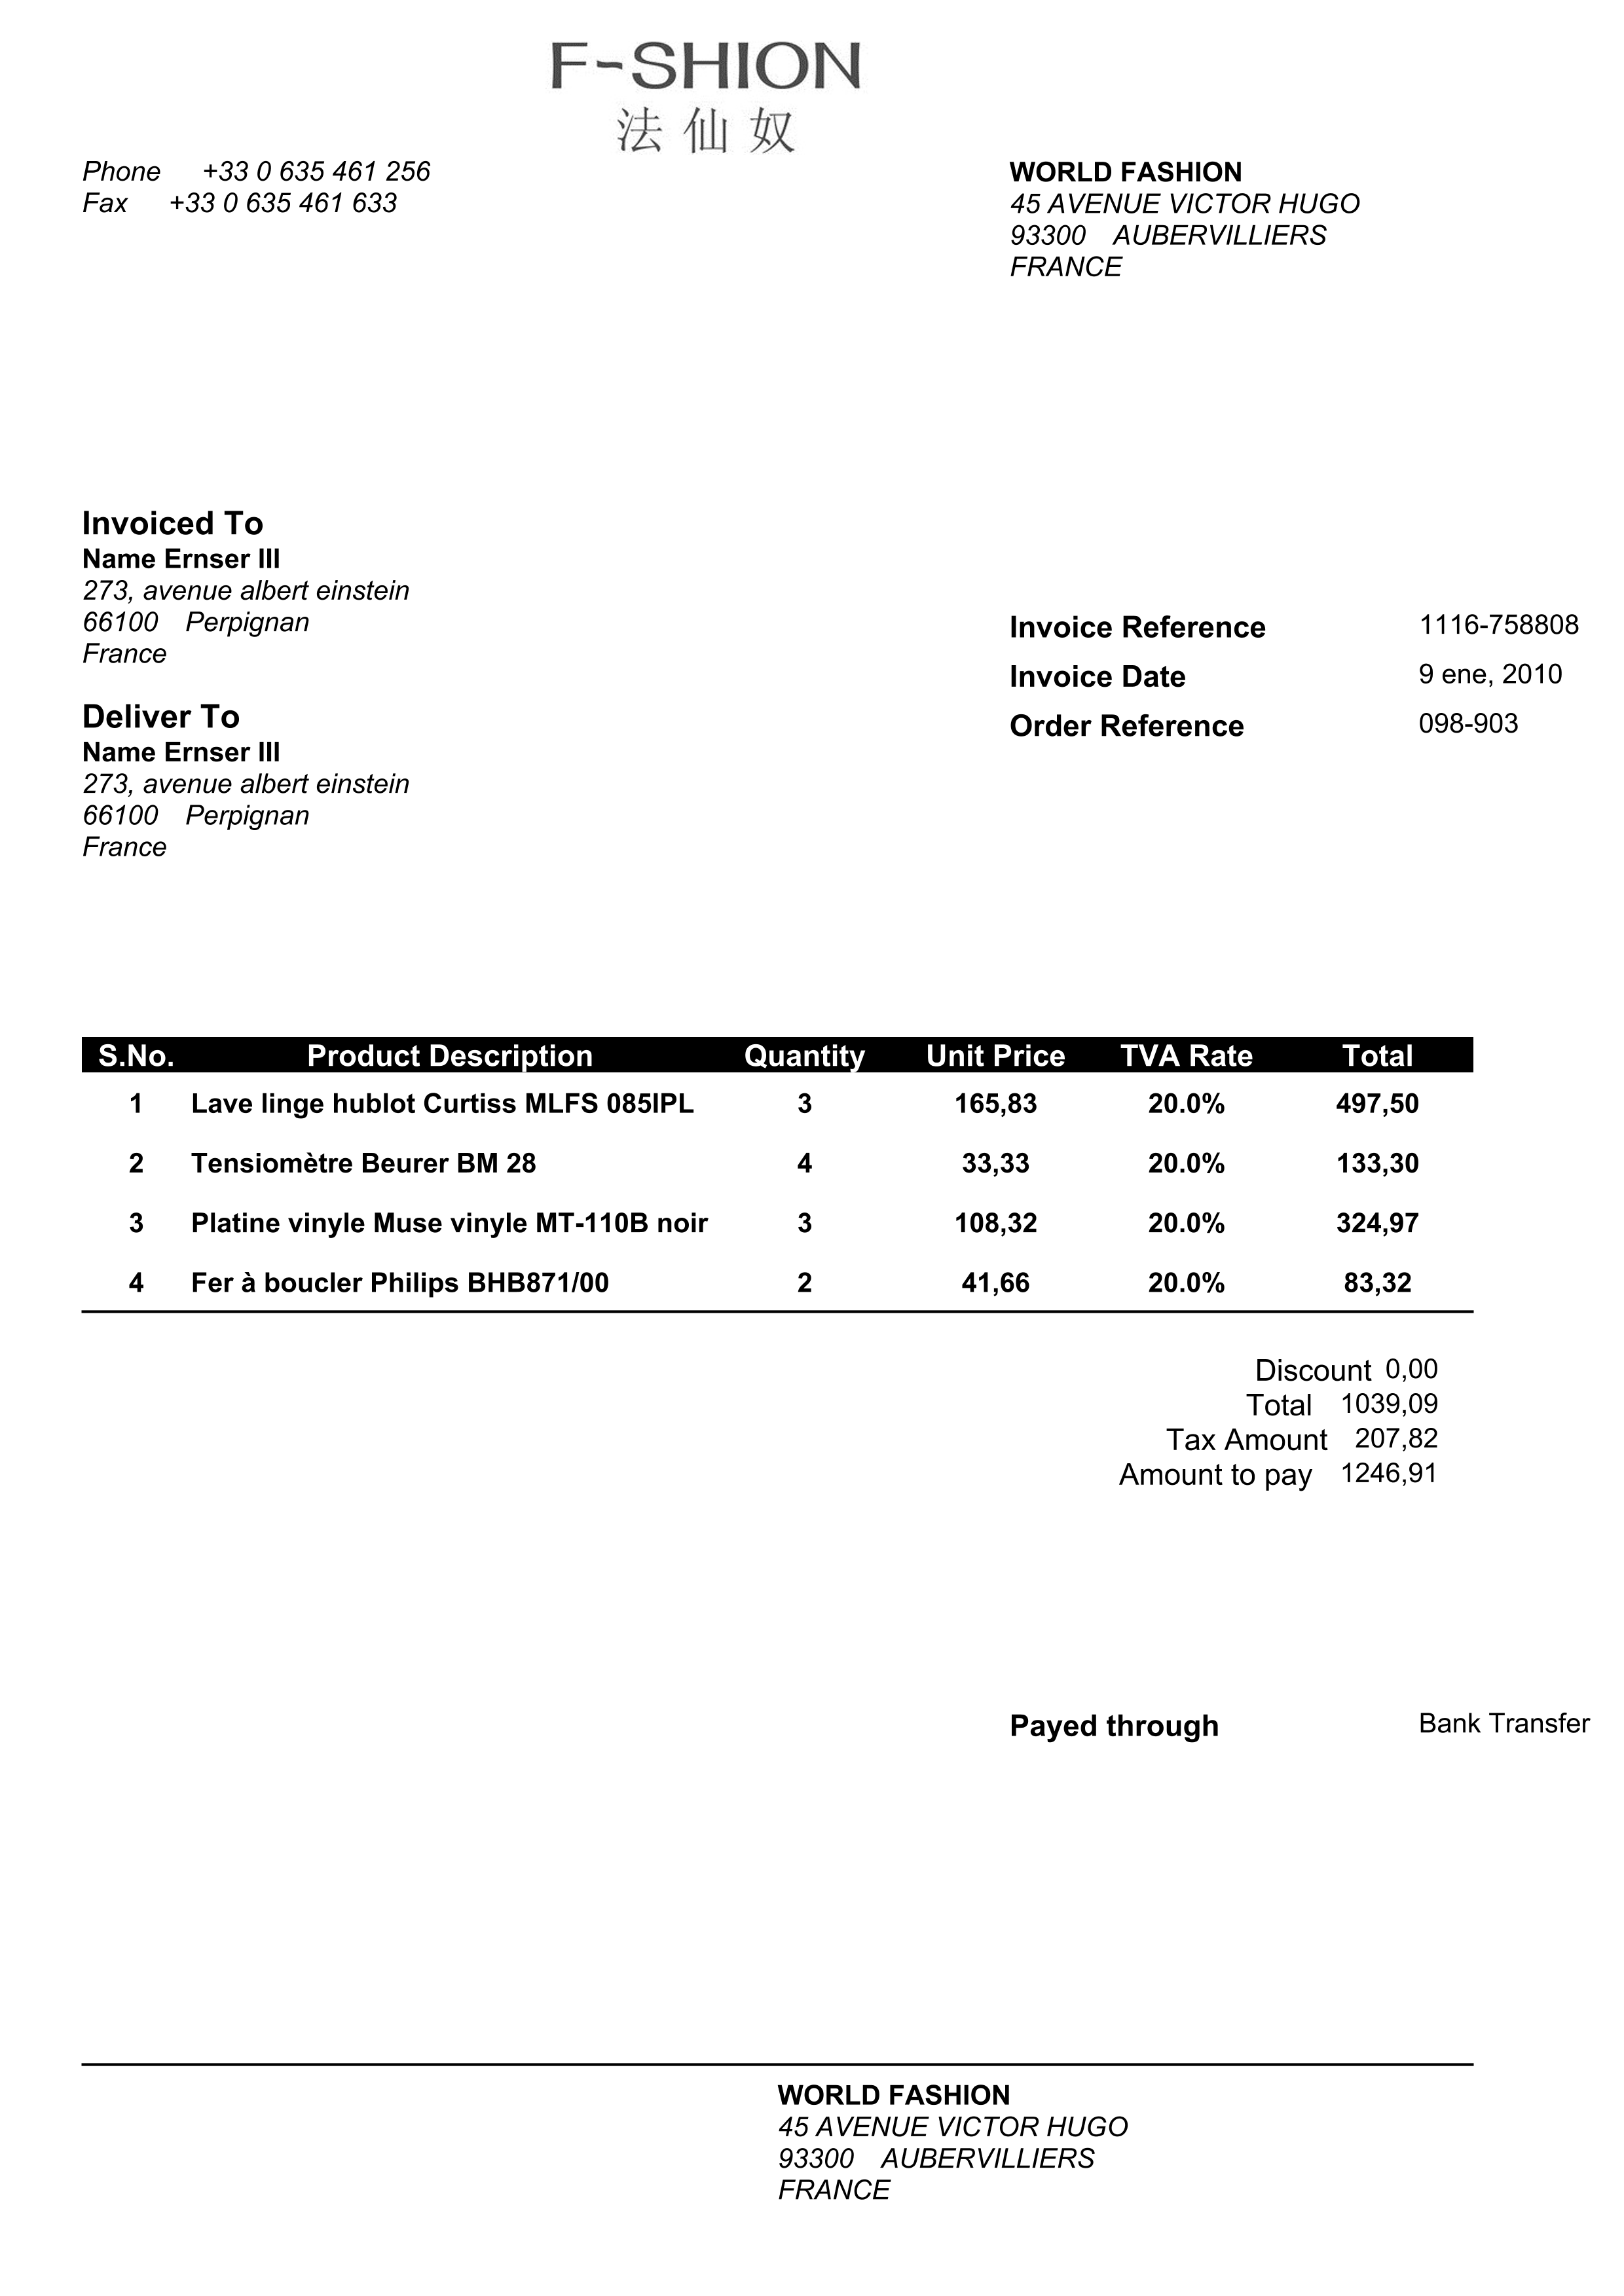 F-SHION
法仙奴
Phone +33 0 635 461 256
Fax +33 0 635 461 633
WORLD FASHION
45 AVENUE VICTOR HUGO
93300 AUBERVILLIERS
FRANCE
Invoiced To
Name Ernser III
273, avenue albert einstein
66100 Perpignan
France
Deliver To
Name Ernser III
273, avenue albert einstein
66100 Perpignan
France
Invoice Reference 1116-758808
Invoice Date 9 ene, 2010
Order Reference 098-903
S.No. Product Description Quantity Unit Price TVA Rate Total
1 Lave linge hublot Curtiss MLFS 085IPL 3 165,83 20.0% 497,50
2 Tensiomètre Beurer BM 28 4 33,33 20.0% 133,30
3 Platine vinyle Muse vinyle MT-110B noir 3 108,32 20.0% 324,97
4 Fer à boucler Philips BHB871/00 2 41,66 20.0% 83,32
Discount 0,00
Total 1039,09
Tax Amount 207,82
Amount to pay 1246,91
Payed through Bank Transfer
WORLD FASHION
45 AVENUE VICTOR HUGO
93300 AUBERVILLIERS
FRANCE